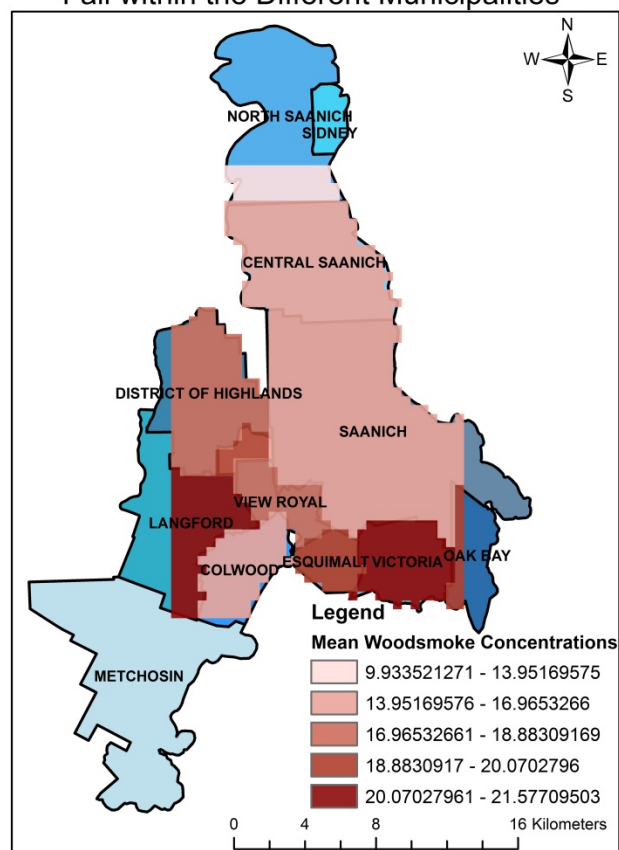 Fall within the Different Municipalities
N
W E
S
NORTH SAANICH
SIDNEY
CENTRAL SAANICH
DISTRICT OF HIGHLANDS
SAANICH
VIEW ROYAL
LANGFORD
COLWOOD
ESQUIMALT
VICTORIA
OAK BAY
METCHOSIN
Legend
Mean Woodsmoke Concentrations
9.933521271 - 13.95169575
13.95169576 - 16.9653266
16.96532661 - 18.88309169
18.8830917 - 20.0702796
20.07027961 - 21.57709503
0 4 8 16 Kilometers